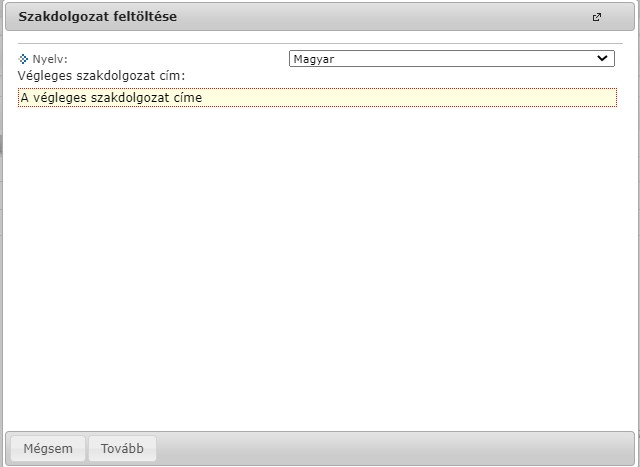 Szakdolgozat feltöltése
Nyelv: Magyar
Végleges szakdolgozat cím:
A végleges szakdolgozat címe
Mégsem Tovább